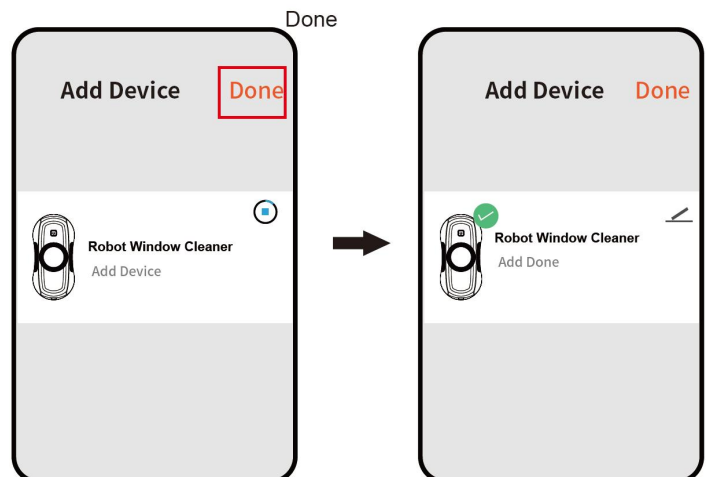 Done
Add Device Done
Robot Window Cleaner
Add Device
Add Device Done
Robot Window Cleaner
Add Done